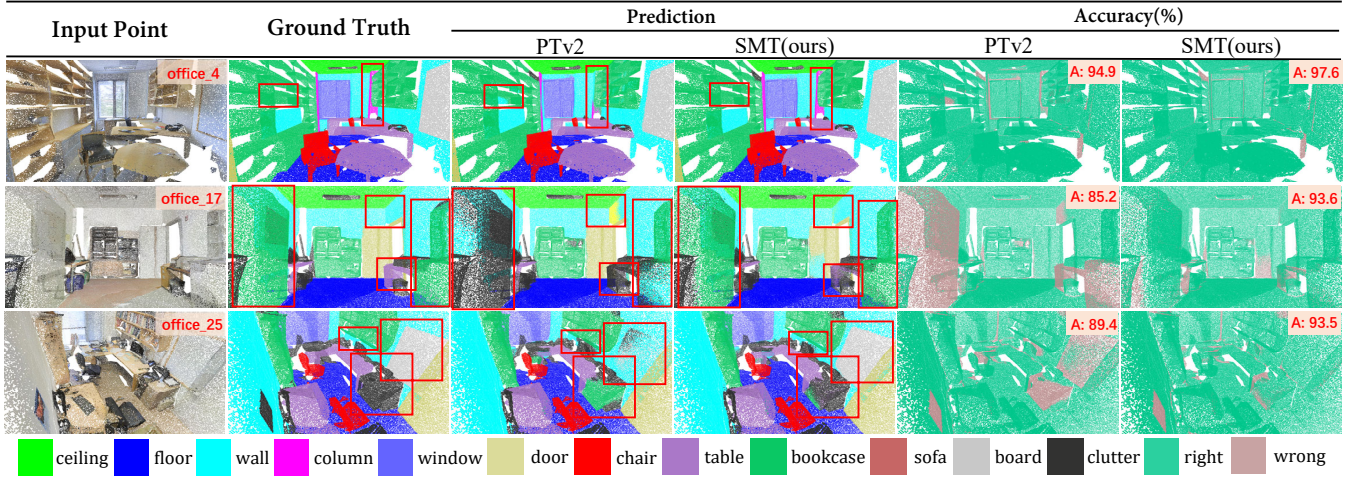 Input Point Ground Truth Prediction Accuracy(%)
PTv2 SMT(ours) PTv2 SMT(ours)
office_4 A: 94.9 A: 97.6
office_17 A: 85.2 A: 93.6
office_25 A: 89.4 A: 93.5
ceiling floor wall column window door chair table bookcase sofa board clutter right wrong